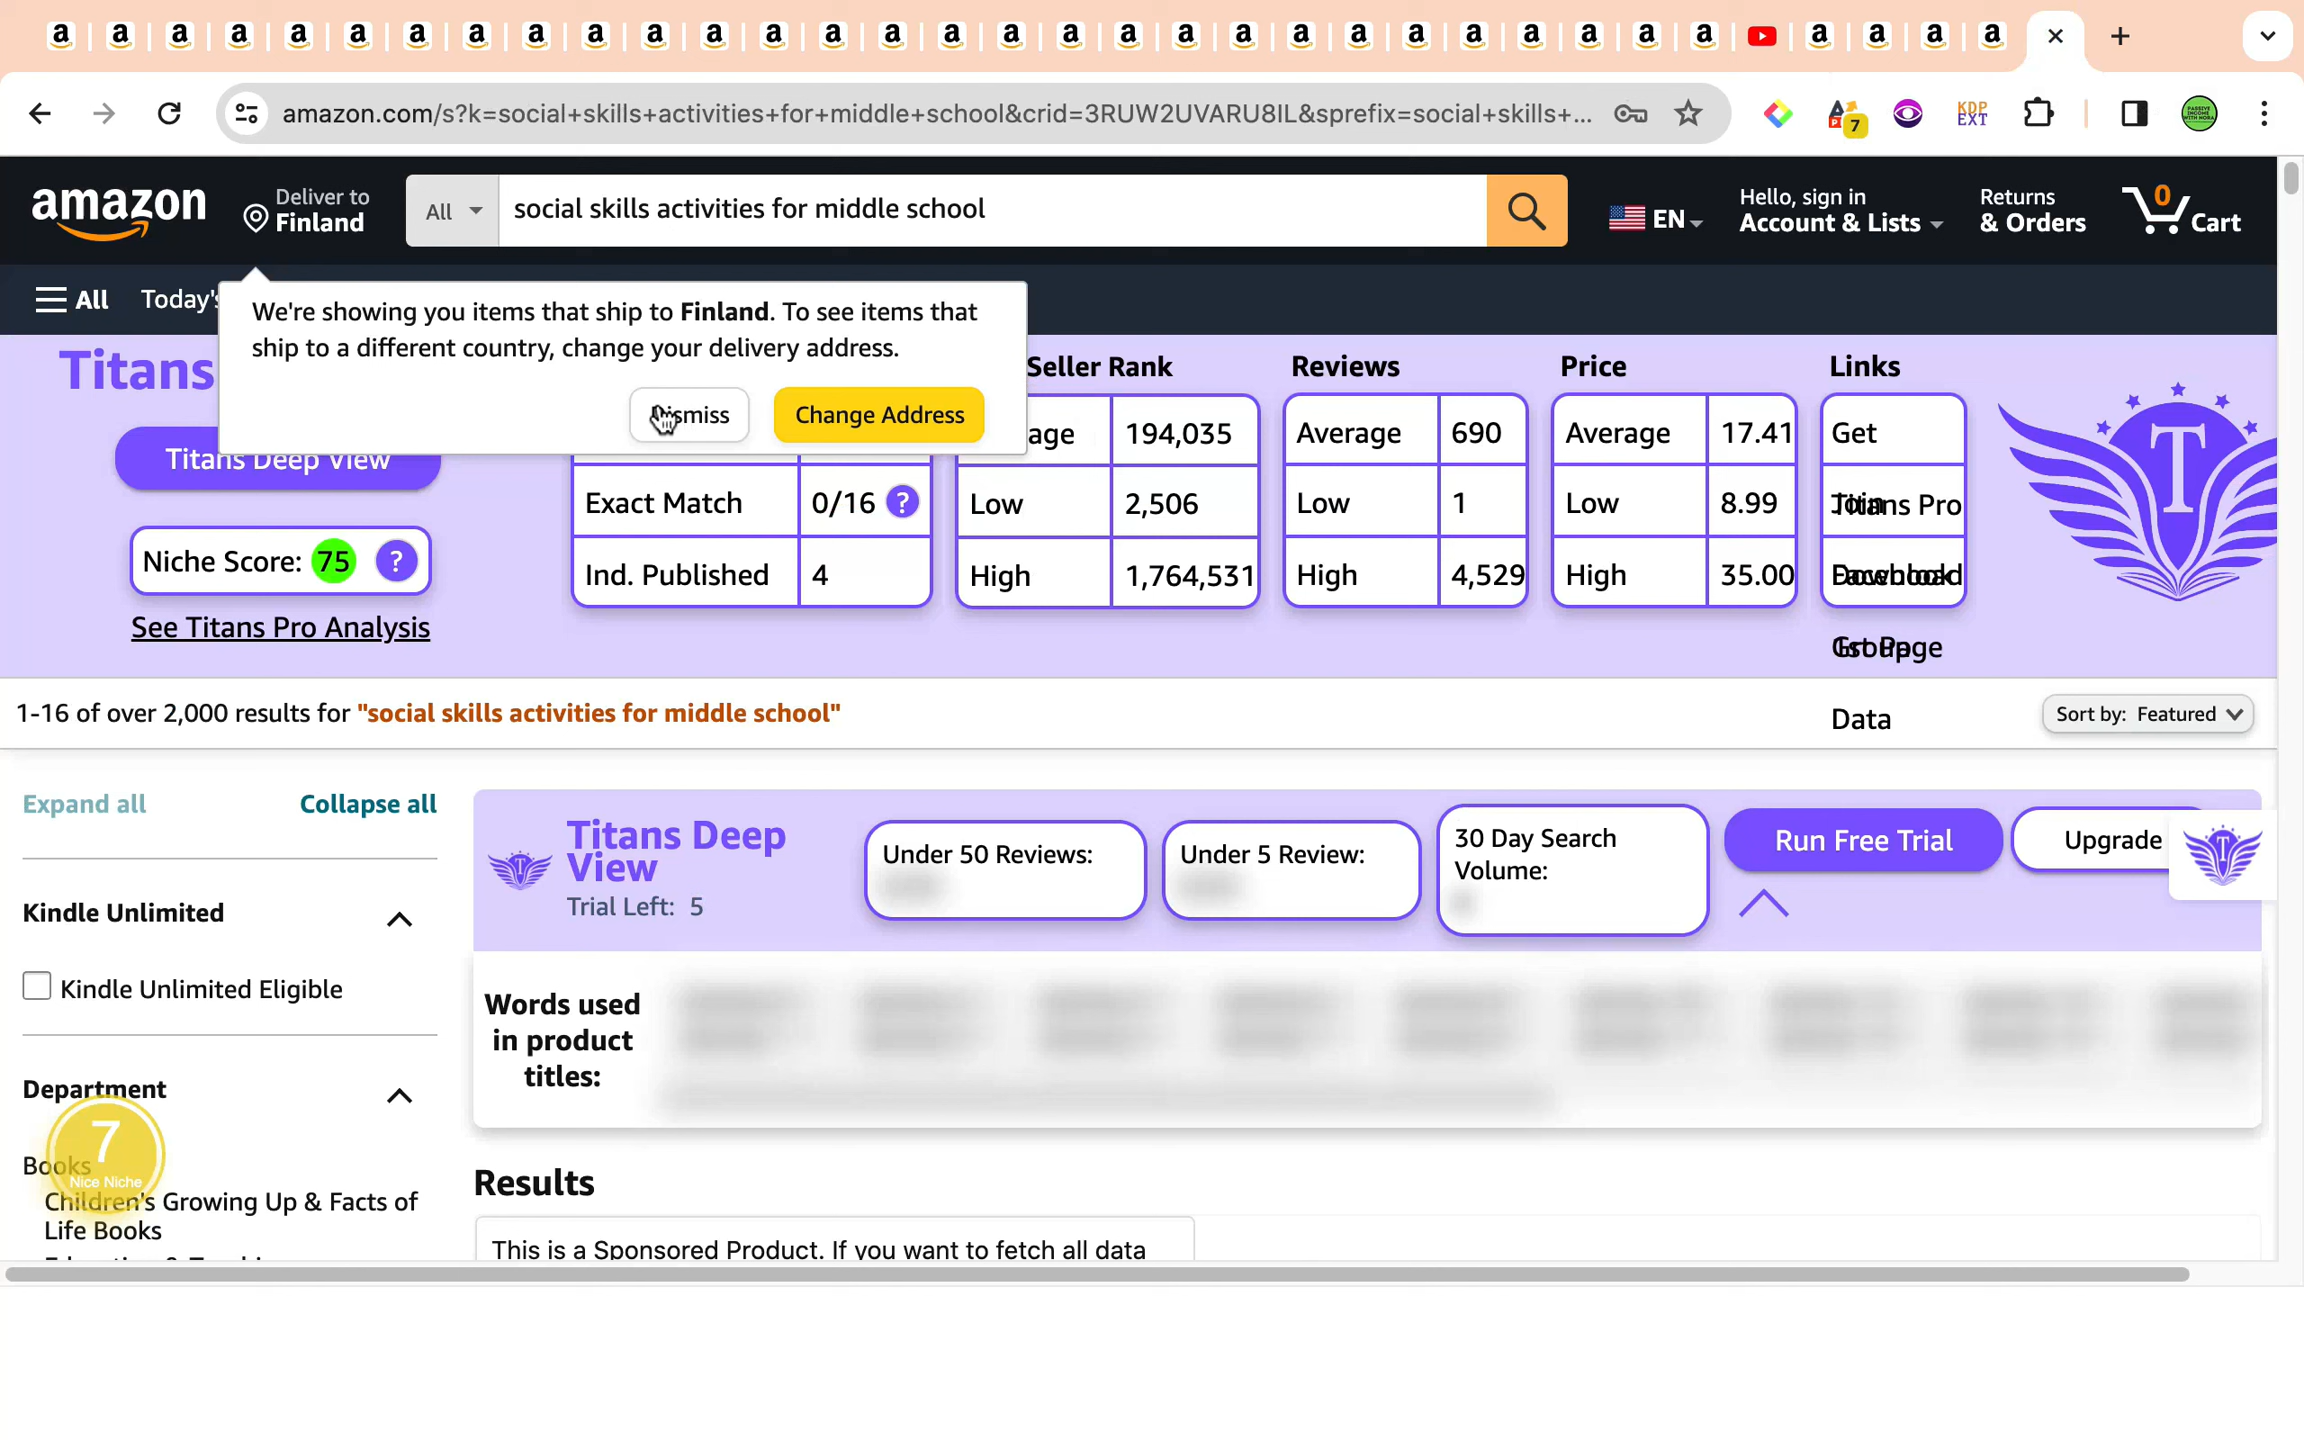 amazon.com/s?k=social+skills+activities+for+middle+school&crid=3RUW2UVARU8IL&sprefix=social+skills+...
7
KDP
EXT
amazon
Deliver to
Finland
All
social skills activities for middle school
EN
Hello, sign in
Account & Lists
Returns
& Orders
0
Cart
All
Today's
We're showing you items that ship to Finland. To see items that
ship to a different country, change your delivery address.
Change Address
Titans
Titans Deep View
Niche Score: 75 ?
See Titans Pro Analysis
Exact Match 0/16 ?
Ind. Published 4
Seller Rank
194,035
Low 2,506
High 1,764,531
Reviews
Average 690
Low 1
High 4,529
Price
Average 17.41
Low 8.99
High 35.00
Links
Get
Titans Pro
Data
T
1-16 of over 2,000 results for "social skills activities for middle school"
Sort by: Featured
Expand all
Collapse all
Kindle Unlimited
Kindle Unlimited Eligible
Department
Books
7
Nice Niche
Children's Growing Up & Facts of
Life Books
Titans Deep
View
Trial Left: 5
Under 50 Reviews:
Under 5 Review:
30 Day Search
Volume:
Run Free Trial
Upgrade
T
Words used
in product
titles:
Results
This is a Sponsored Product. If you want to fetch all data